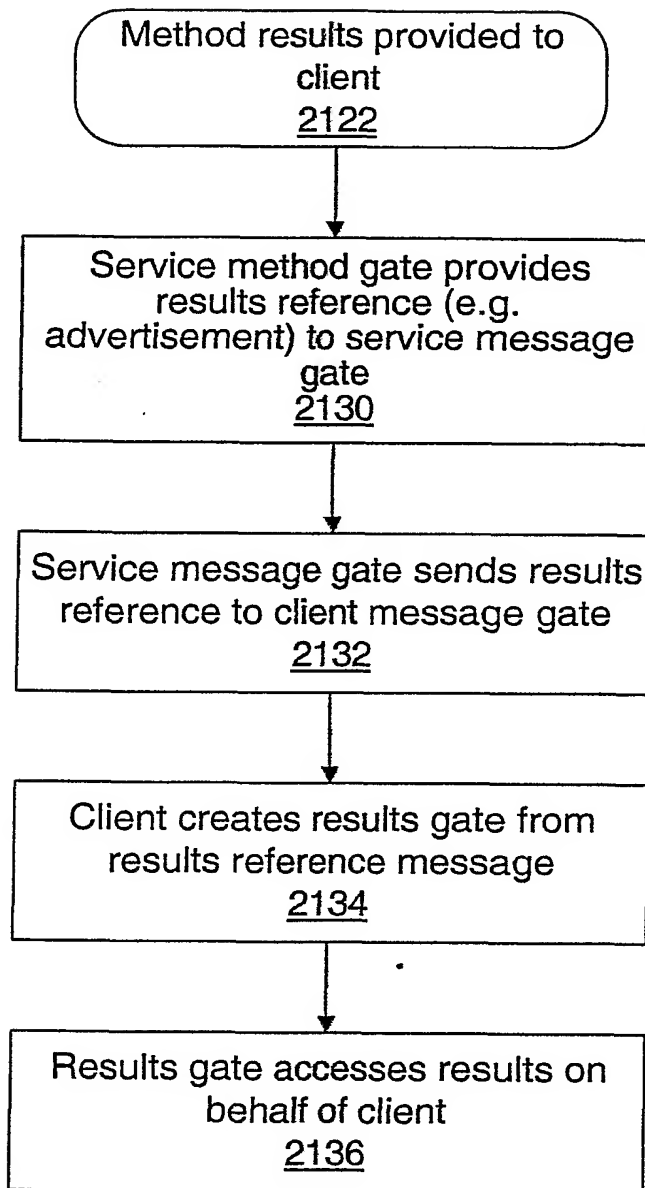 Method results provided to
client
2122
Service method gate provides
results reference (e.g.
advertisement) to service message
gate
2130
Service message gate sends results
reference to client message gate
2132
Client creates results gate from
results reference message
2134
Results gate accesses results on
behalf of client
2136